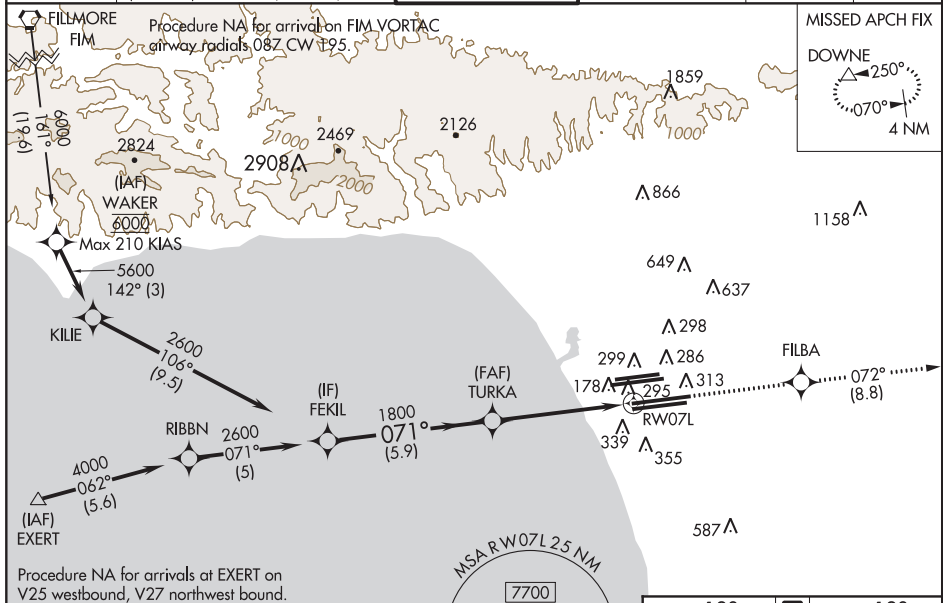 FILLMORE
FIM
Procedure NA for arrival on FIM VORTAC
airway radials 087 CW 195.
MISSED APCH FIX
DOWNE
250°
070°
4 NM
6000
161°
(9.1)
1859
1000
2824
1000
2469
2126
2908
2000
1000
(IAF)
WAKER
6000
Max 210 KIAS
866
1158
5600
142° (3)
649
637
KILIE
2600
106°
(9.5)
298
299
286
FILBA
(FAF)
TURKA
178
295
313
072°
(8.8)
(IF)
FEKIL
1800
071°
(5.9)
RW07L
RIBBN
2600
071°
(5)
339
355
4000
062°
(5.6)
(IAF)
EXERT
587
MSA RW07L 25 NM
7700
Procedure NA for arrivals at EXERT on
V25 westbound, V27 northwest bound.